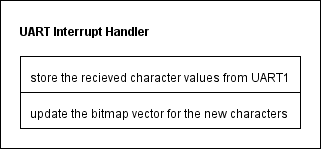 UART Interrupt Handler
store the recieved character values from UART1
update the bitmap vector for the new characters